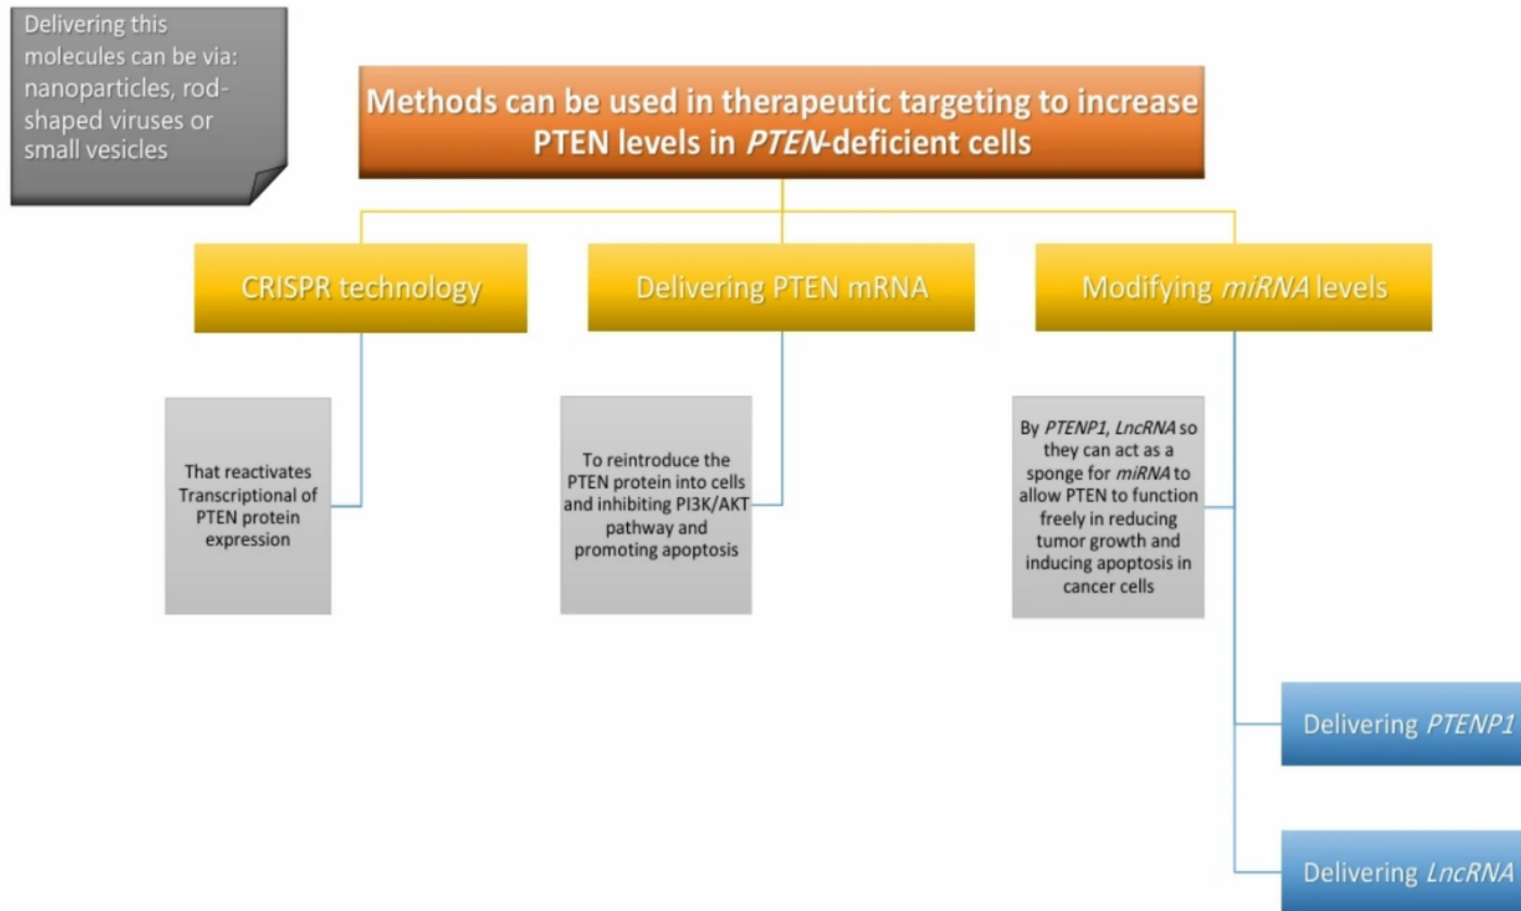 Delivering this
molecules can be via:
nanoparticles, rod-
shaped viruses or
small vesicles
Methods can be used in therapeutic targeting to increase
PTEN levels in PTEN-deficient cells
CRISPR technology
Delivering PTEN mRNA
Modifying miRNA levels
That reactivates
Transcriptional of
PTEN protein
expression
To reintroduce the
PTEN protein into cells
and inhibiting PI3K/AKT
pathway and
promoting apoptosis
By PTENP1, LncRNA so
they can act as a
sponge for miRNA to
allow PTEN to function
freely in reducing
tumor growth and
inducing apoptosis in
cancer cells
Delivering PTENP1
Delivering LncRNA